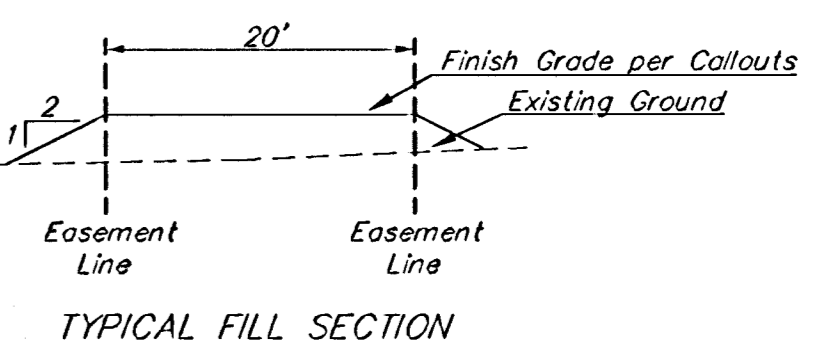 20'
Finish Grade per Callouts
2
1
Existing Ground
Easement
Line
Easement
Line
TYPICAL FILL SECTION